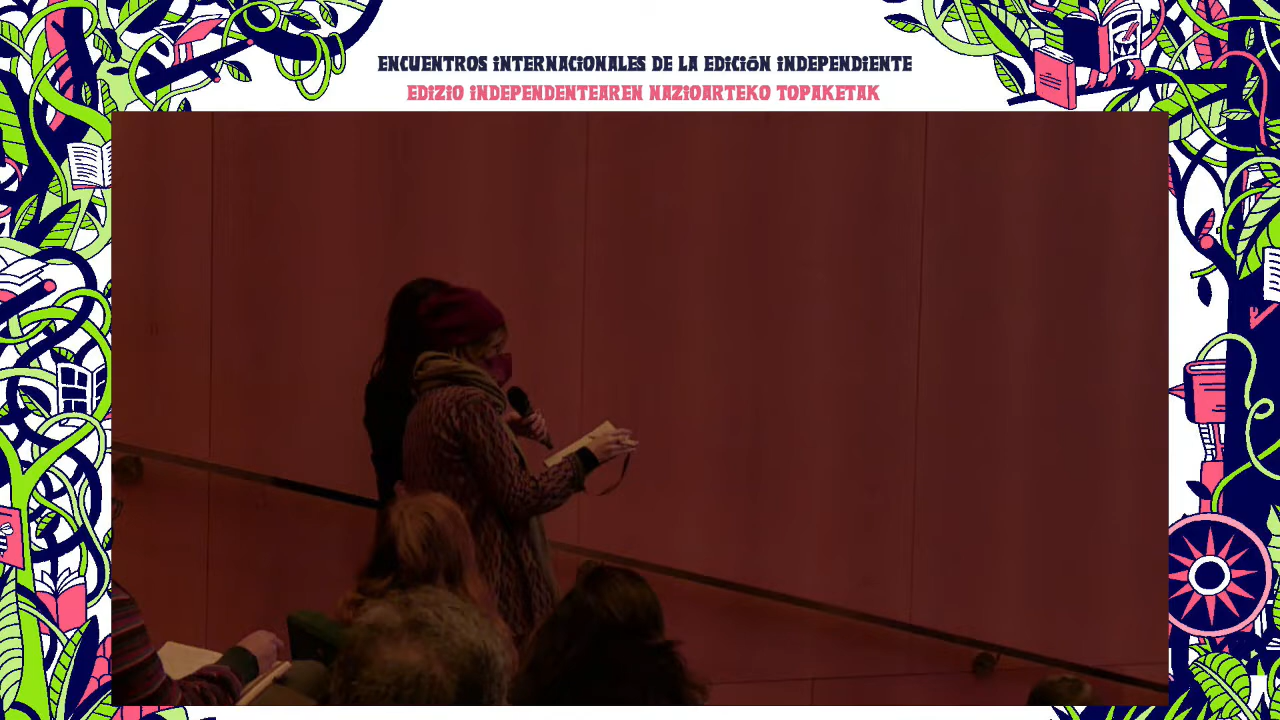 ENCUENTROS INTERNACIONALES DE LA EDICIÓN INDEPENDIENTE
EDIZIO INDEPENDENTEAREN NAZIOARTEKO TOPAKETAK